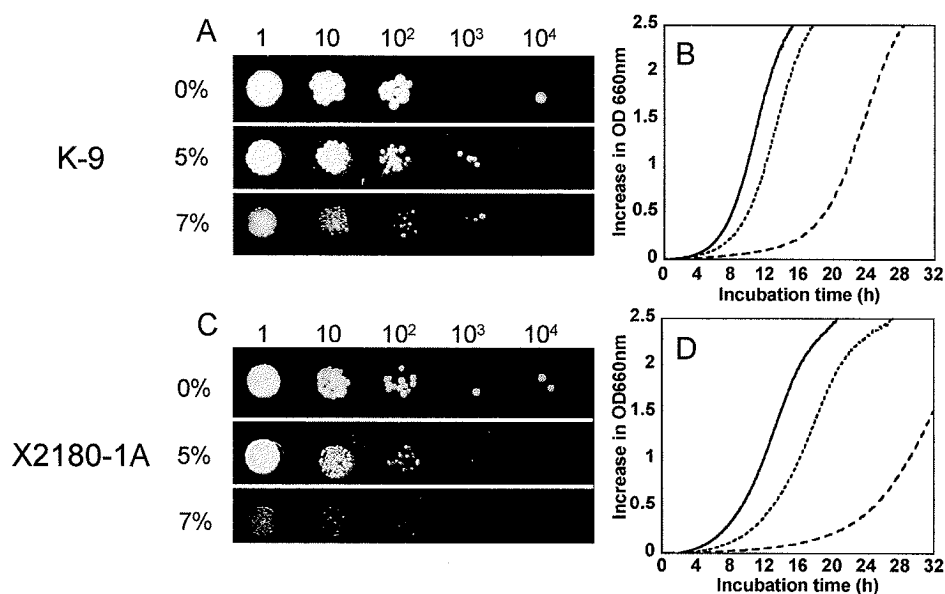 A
1 10 10² 10³ 10⁴
0%
5%
7%
K-9
B
Increase in OD 660nm
2.5
2
1.5
1
0.5
0
0 4 8 12 16 20 24 28 32
Incubation time (h)
C
1 10 10² 10³ 10⁴
0%
5%
7%
X2180-1A
D
Increase in OD660nm
2.5
2
1.5
1
0.5
0
0 4 8 12 16 20 24 28 32
Incubation time (h)